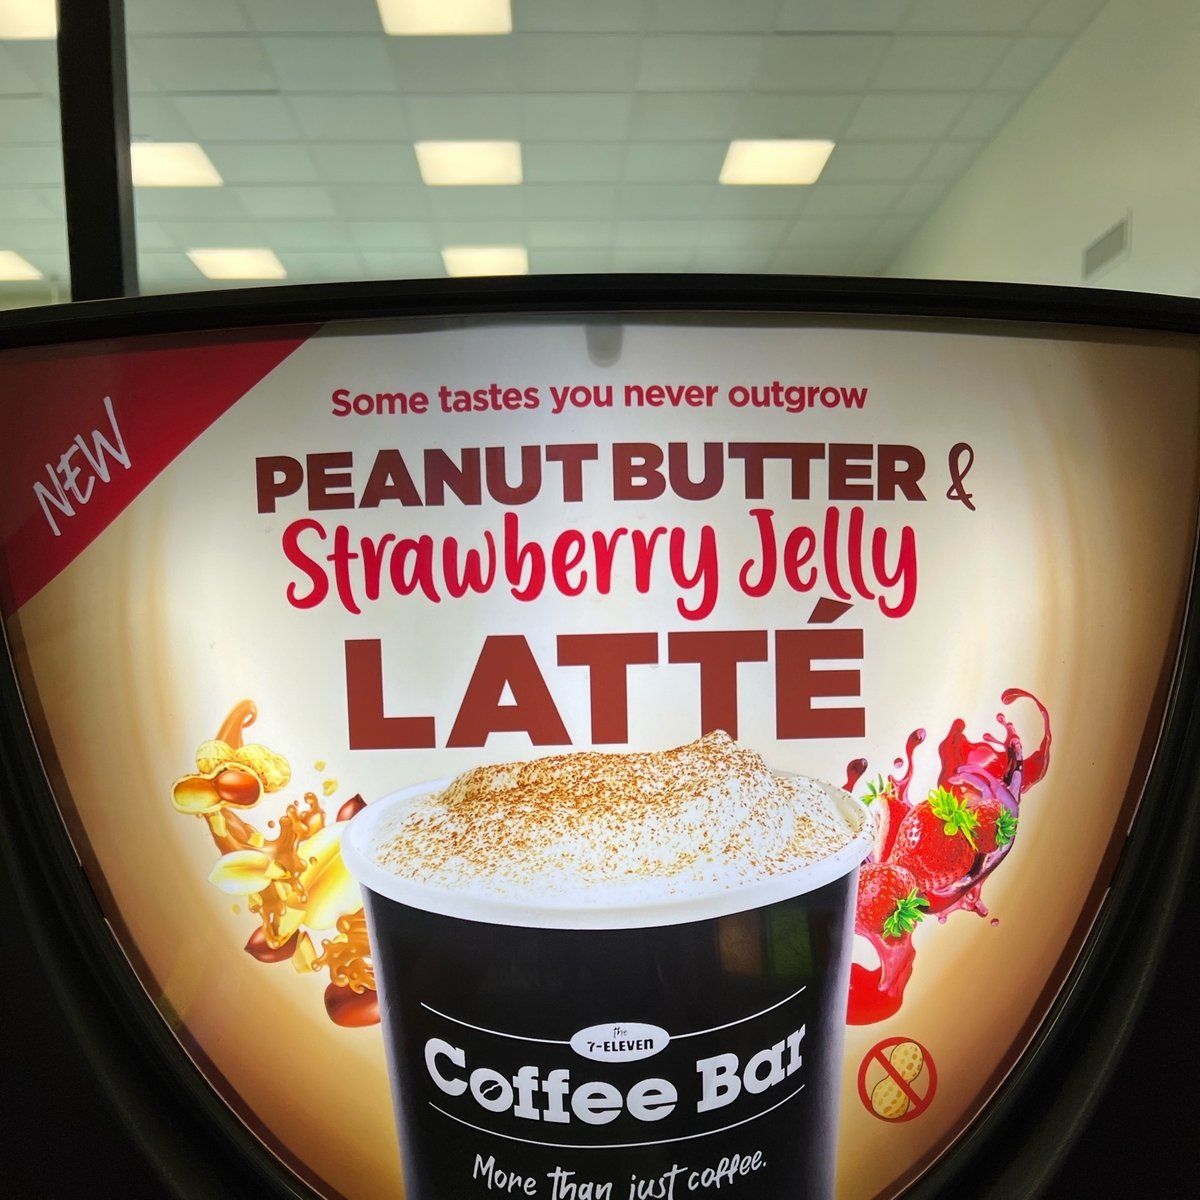 NEW
Some tastes you never outgrow
PEANUT BUTTER &
Strawberry Jelly
LATTÉ
the
7-ELEVEN
Coffee Bar
More than just coffee.